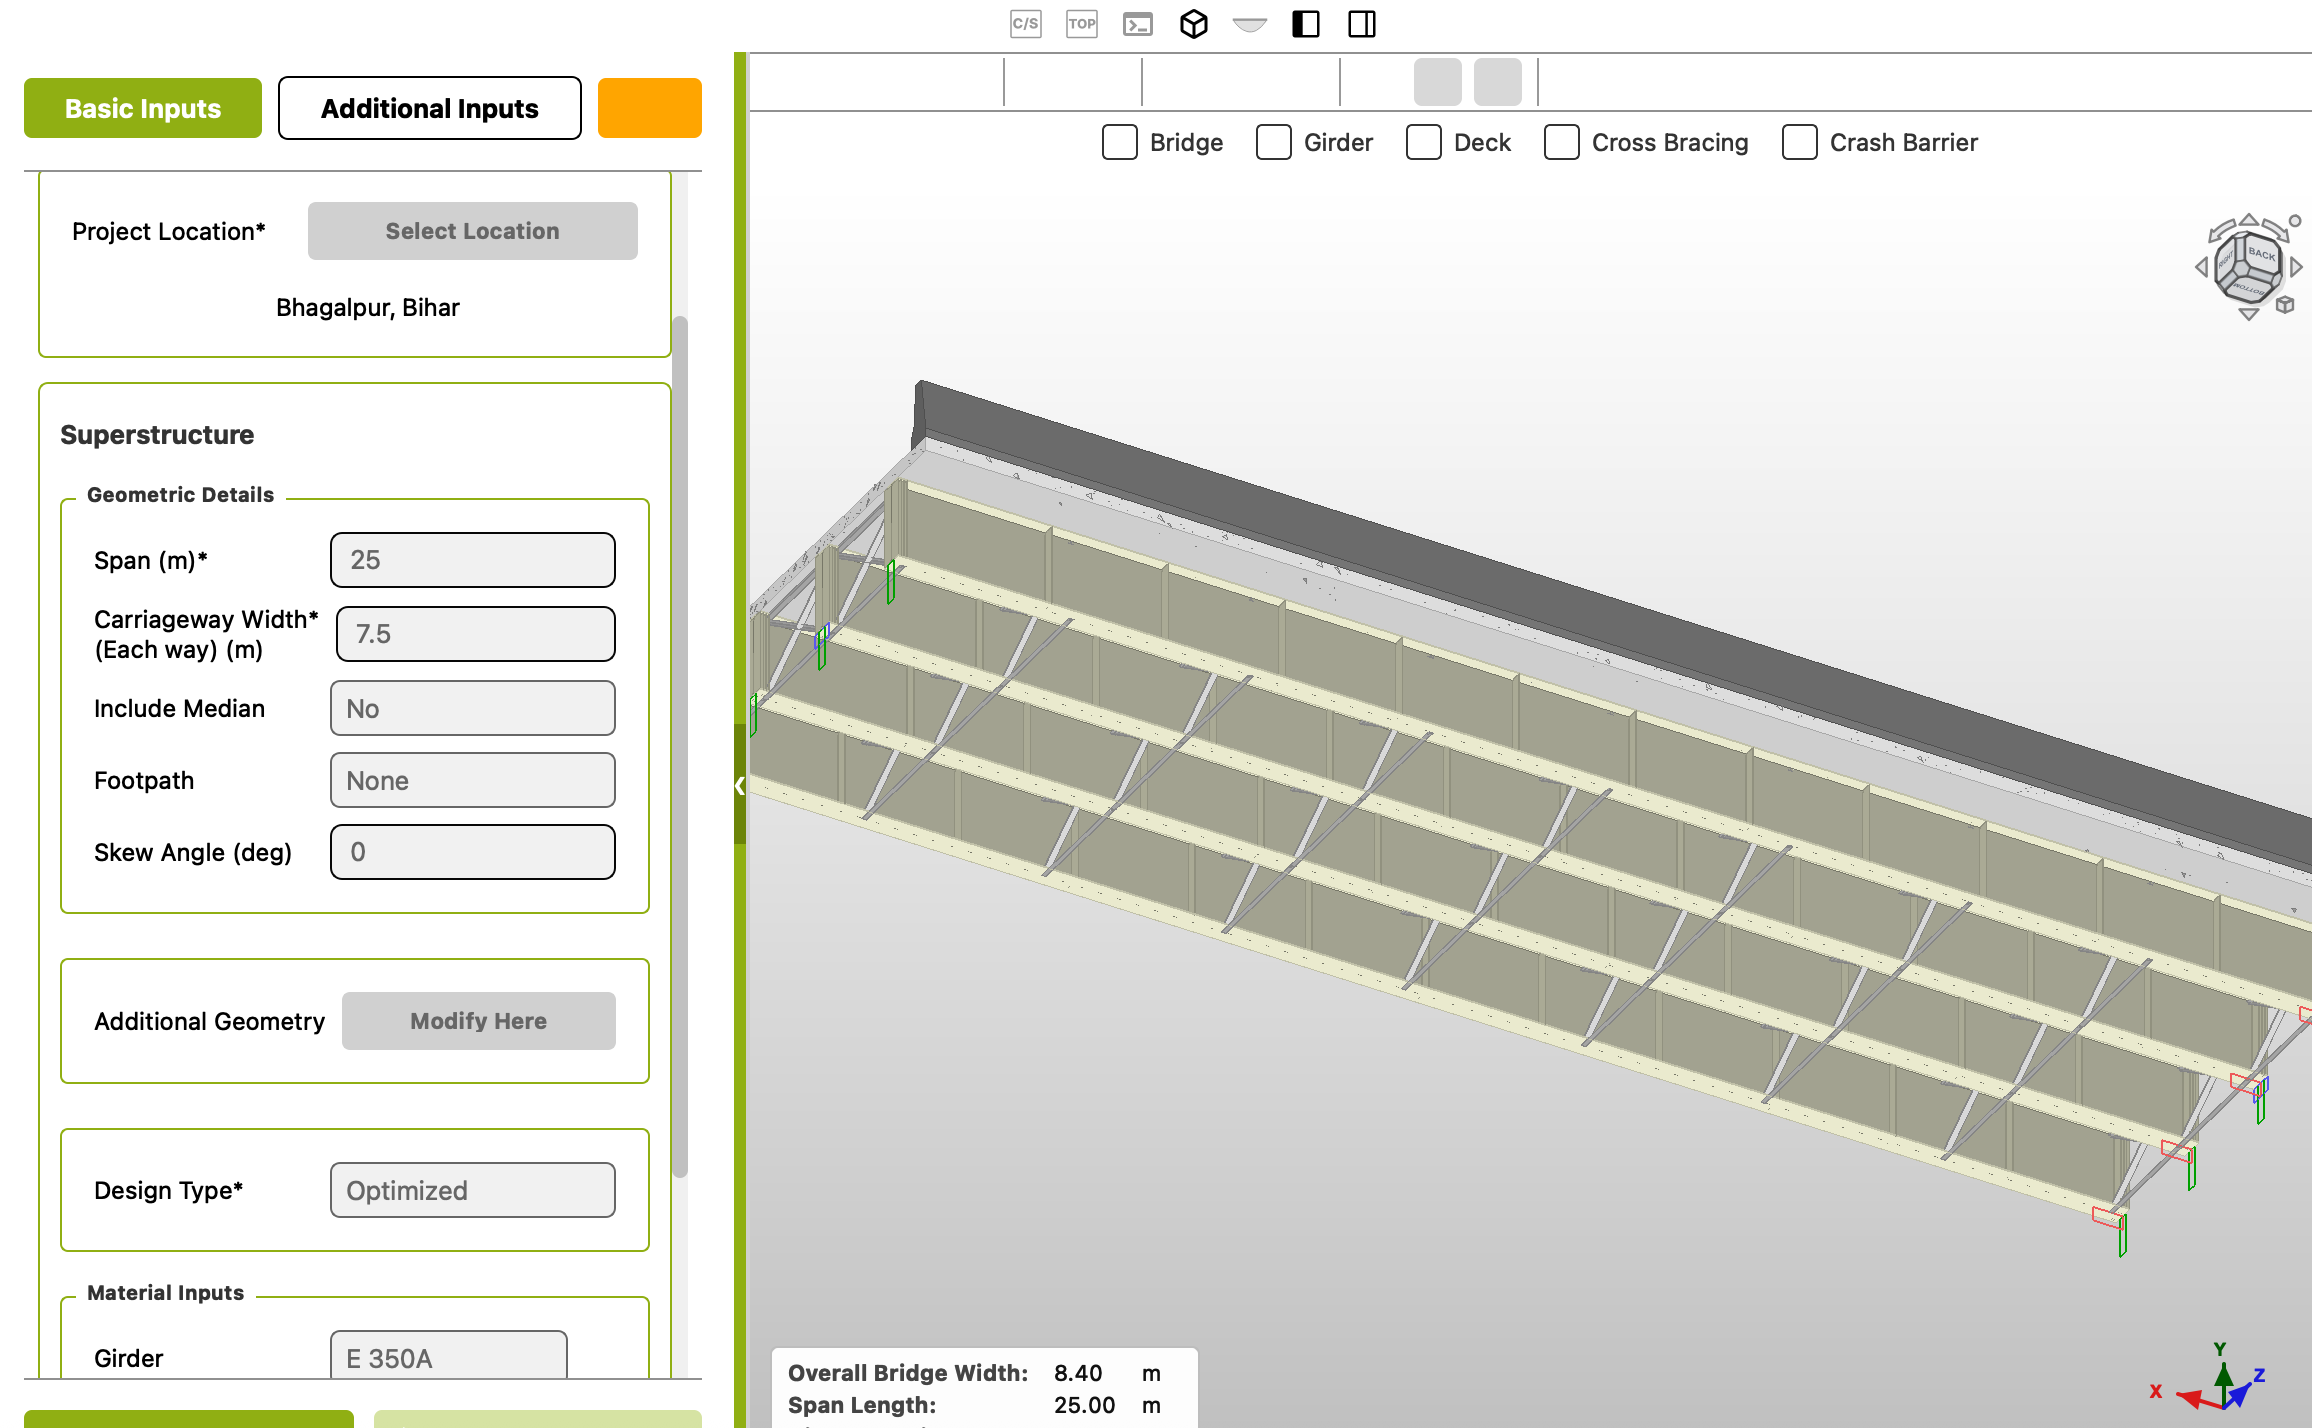 C/S TOP
Basic Inputs Additional Inputs
Bridge Girder Deck Cross Bracing Crash Barrier
Project Location* Select Location
Bhagalpur, Bihar
RIGHT BACK
BOTTOM
Superstructure
Geometric Details
Span (m)* 25
Carriageway Width* 7.5
(Each way) (m)
Include Median No
Footpath None
Skew Angle (deg) 0
Additional Geometry Modify Here
Design Type* Optimized
Material Inputs
Girder E 350A
Overall Bridge Width: 8.40 m
Span Length: 25.00 m
Y
Z
X